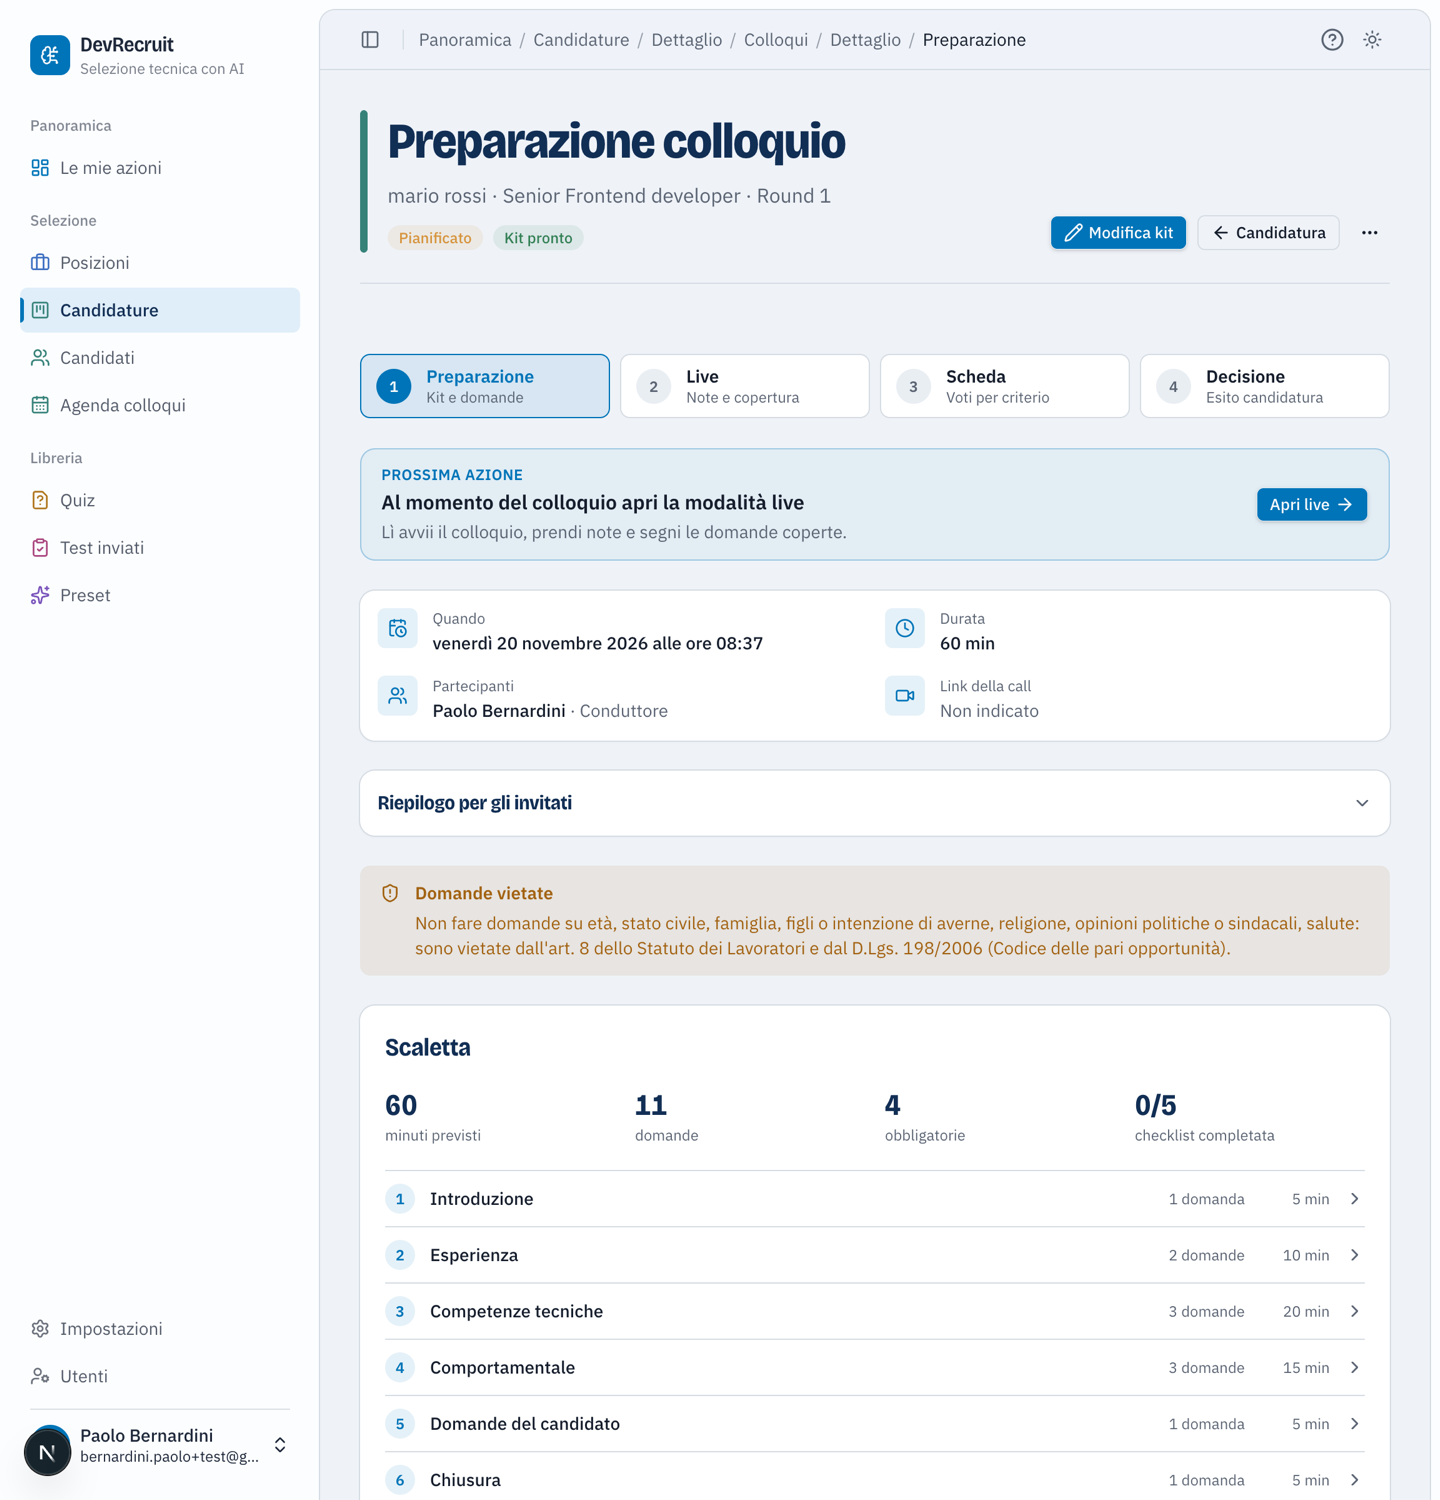 DevRecruit
Selezione tecnica con AI
Panoramica
Le mie azioni
Selezione
Posizioni
Candidature
Candidati
Agenda colloqui
Libreria
Quiz
Test inviati
Preset
Impostazioni
Utenti
N
Paolo Bernardini
bernardini.paolo+test@g...
Panoramica / Candidature / Dettaglio / Colloqui / Dettaglio / Preparazione
Preparazione colloquio
mario rossi · Senior Frontend developer · Round 1
Pianificato
Kit pronto
Modifica kit
Candidatura
1
Preparazione
Kit e domande
2
Live
Note e copertura
3
Scheda
Voti per criterio
4
Decisione
Esito candidatura
PROSSIMA AZIONE
Al momento del colloquio apri la modalità live
Lì avvii il colloquio, prendi note e segni le domande coperte.
Apri live
Quando
venerdì 20 novembre 2026 alle ore 08:37
Durata
60 min
Partecipanti
Paolo Bernardini · Conduttore
Link della call
Non indicato
Riepilogo per gli invitati
Domande vietate
Non fare domande su età, stato civile, famiglia, figli o intenzione di averne, religione, opinioni politiche o sindacali, salute:
sono vietate dall'art. 8 dello Statuto dei Lavoratori e dal D.Lgs. 198/2006 (Codice delle pari opportunità).
Scaletta
60
minuti previsti
11
domande
4
obbligatorie
0/5
checklist completata
1 Introduzione 1 domanda 5 min
2 Esperienza 2 domande 10 min
3 Competenze tecniche 3 domande 20 min
4 Comportamentale 3 domande 15 min
5 Domande del candidato 1 domanda 5 min
6 Chiusura 1 domanda 5 min